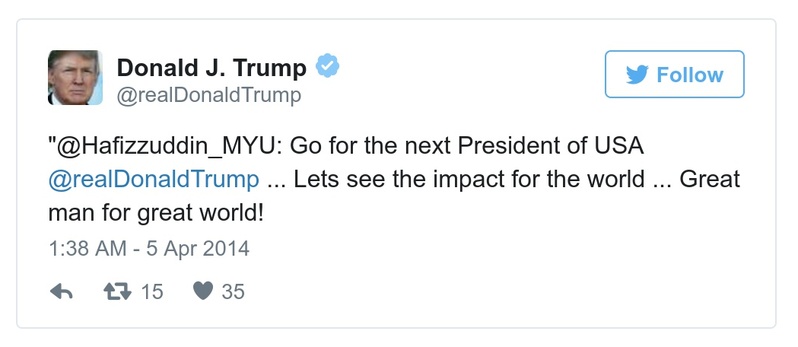 Donald J. Trump
@realDonaldTrump
Follow
"@Hafizzuddin_MYU: Go for the next President of USA
@realDonaldTrump ... Lets see the impact for the world ... Great
man for great world!
1:38 AM - 5 Apr 2014
15 35